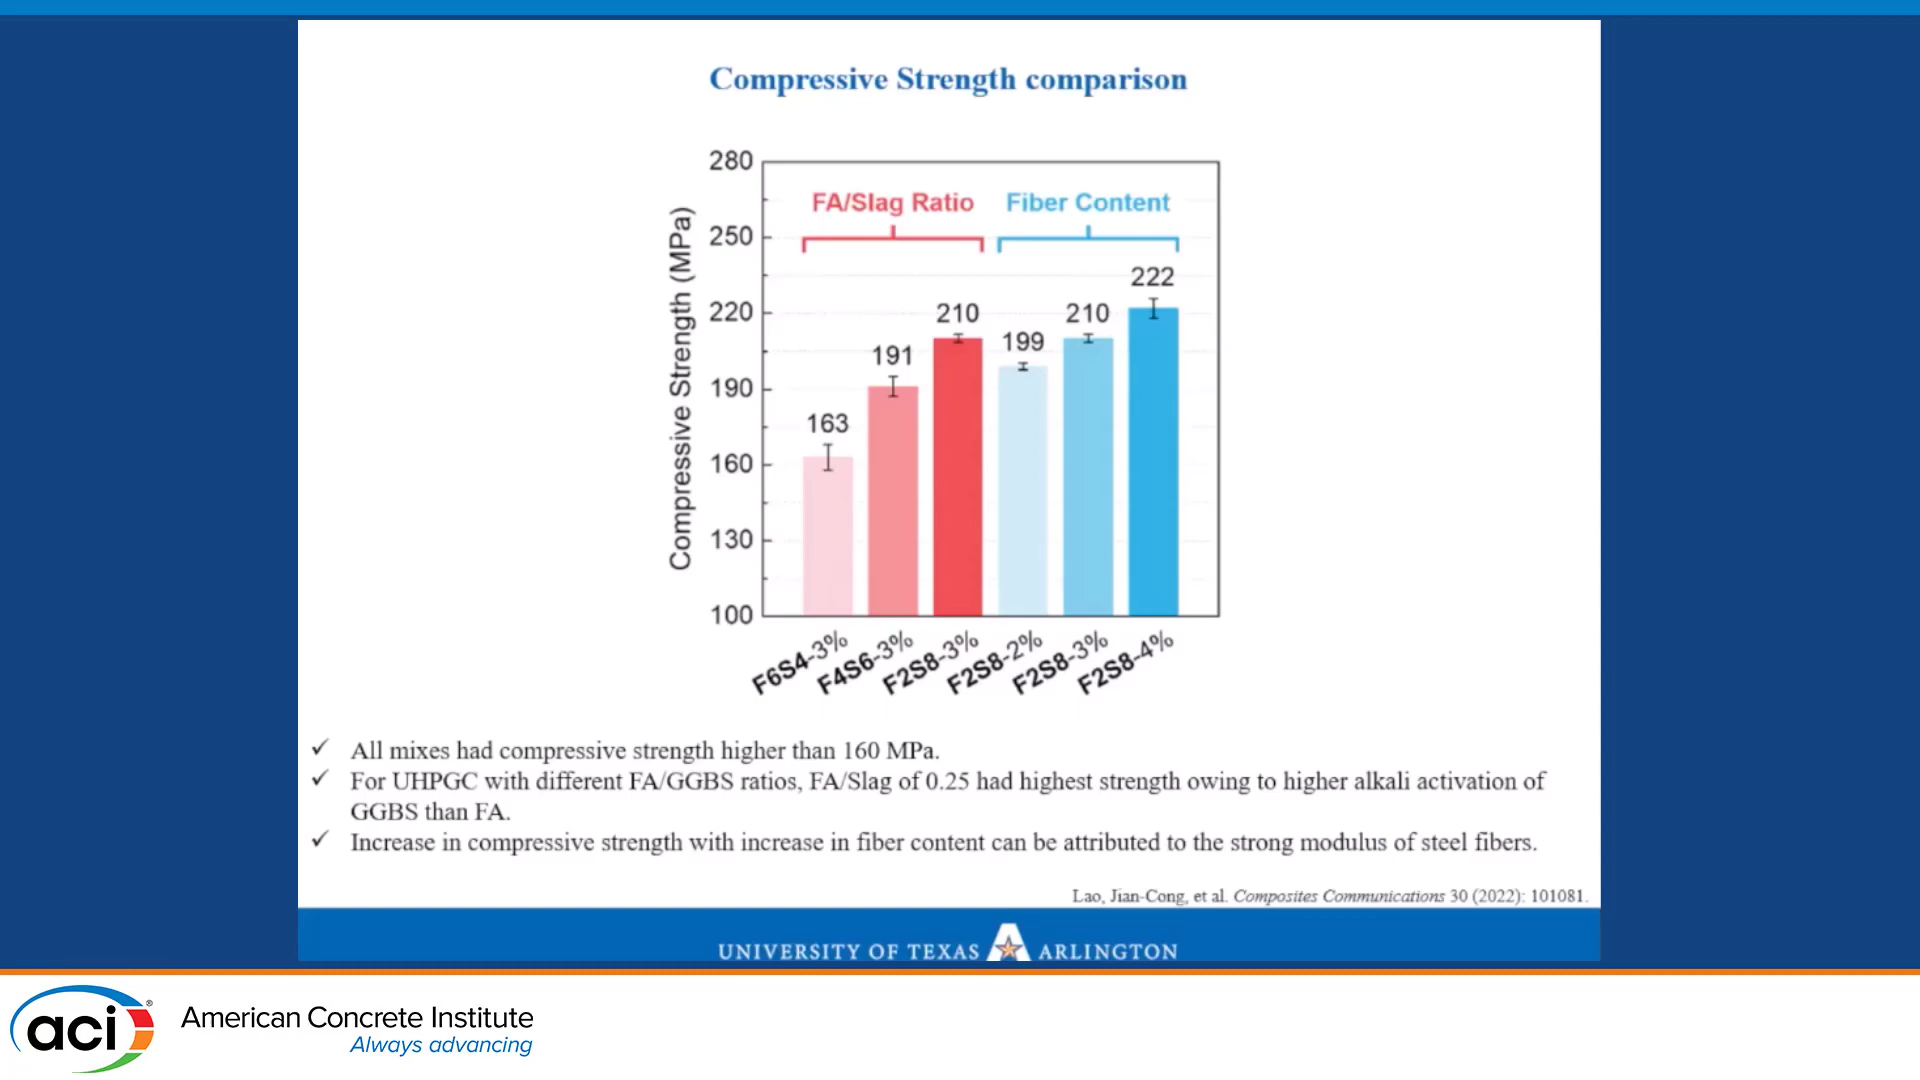 Compressive Strength comparison
Compressive Strength (MPa)
280
250
220
190
160
130
100
FA/Slag Ratio
Fiber Content
163
191
210
199
210
222
F6S4-3%
F4S6-3%
F2S8-3%
F2S8-2%
F2S8-3%
F2S8-4%
✓ All mixes had compressive strength higher than 160 MPa.
✓ For UHPGC with different FA/GGBS ratios, FA/Slag of 0.25 had highest strength owing to higher alkali activation of
GGBS than FA.
✓ Increase in compressive strength with increase in fiber content can be attributed to the strong modulus of steel fibers.
Lao, Jian-Cong, et al. Composites Communications 30 (2022): 101081.
UNIVERSITY OF TEXAS A ARLINGTON
aci®
American Concrete Institute
Always advancing